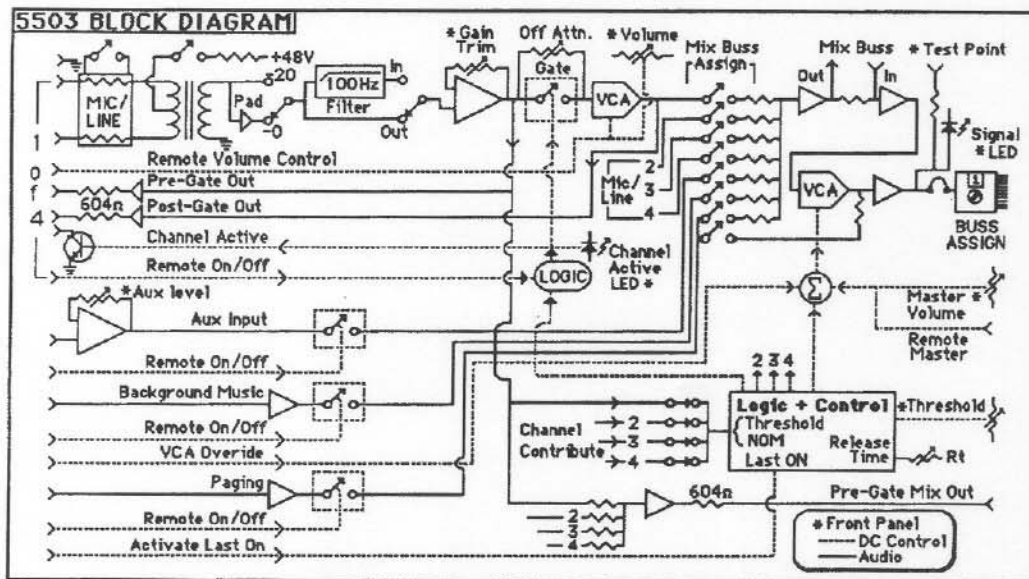 5503 BLOCK DIAGRAM
+48V
MIC/
LINE
20
Pad
-0
100Hz
In
Filter
Out
* Gain
Trim
Off Attn.
Gate
* Volume
VCA
Mix Buss
Assign
Mix Buss
Out
In
* Test Point
Signal
* LED
1
o
f
4
Remote Volume Control
Pre-Gate Out
604Ω
Post-Gate Out
Channel Active
Remote On/Off
LOGIC
Channel
Active
LED *
Mic/
Line
2
3
4
VCA
1
BUSS
ASSIGN
Σ
Master *
Volume
Remote
Master
* Aux level
Aux Input
Remote On/Off
Background Music
Remote On/Off
VCA Override
Paging
Remote On/Off
Activate Last On
Channel
Contribute
2
3
4
2 3 4
Logic + Control
Threshold
NOM
Last ON
Release
Time
* Threshold
Rt
2
3
4
604Ω
Pre-Gate Mix Out
* Front Panel
DC Control
Audio